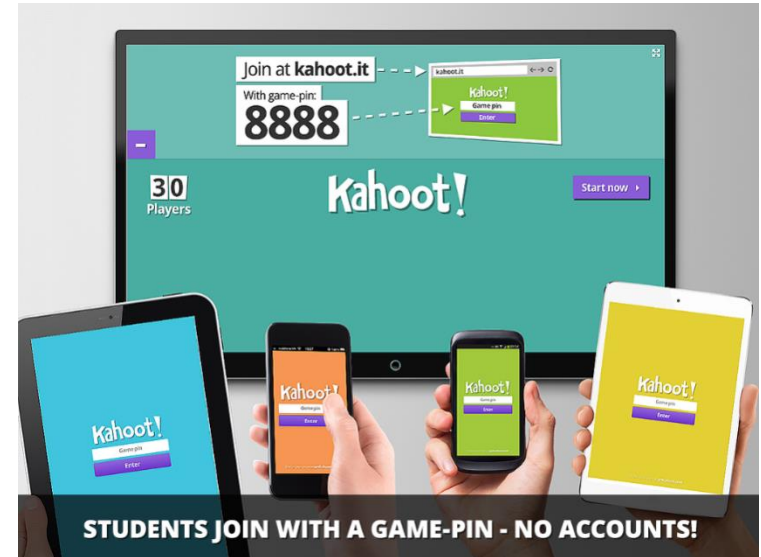 Join at kahoot.it
kahoot.it
With game-pin:
8888
Kahoot!
Game pin
Enter
30
Players
Kahoot!
Start now
Kahoot!
Game pin
Enter
Kahoot!
Game pin
Enter
Kahoot!
Game pin
Enter
Kahoot!
Game pin
Enter
STUDENTS JOIN WITH A GAME-PIN - NO ACCOUNTS!